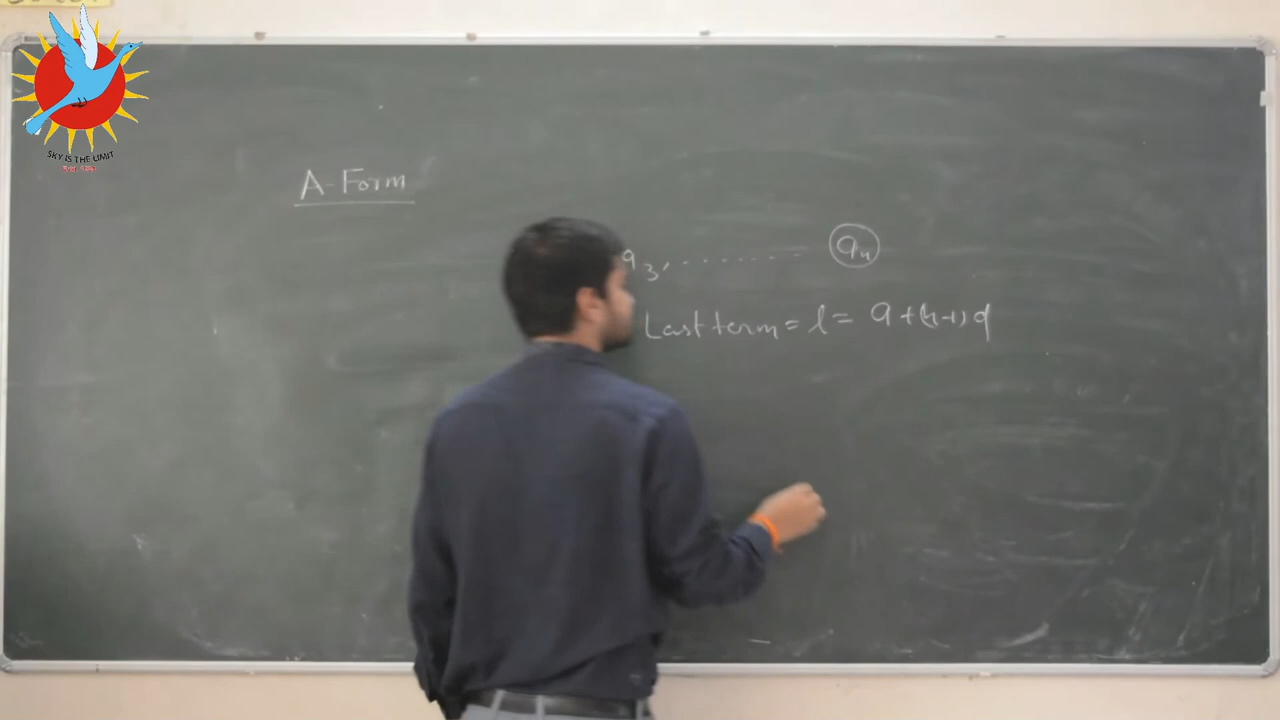 SKY IS THE LIMIT
A-Form
a3, ........ an
Last term = l = a+(n-1)d